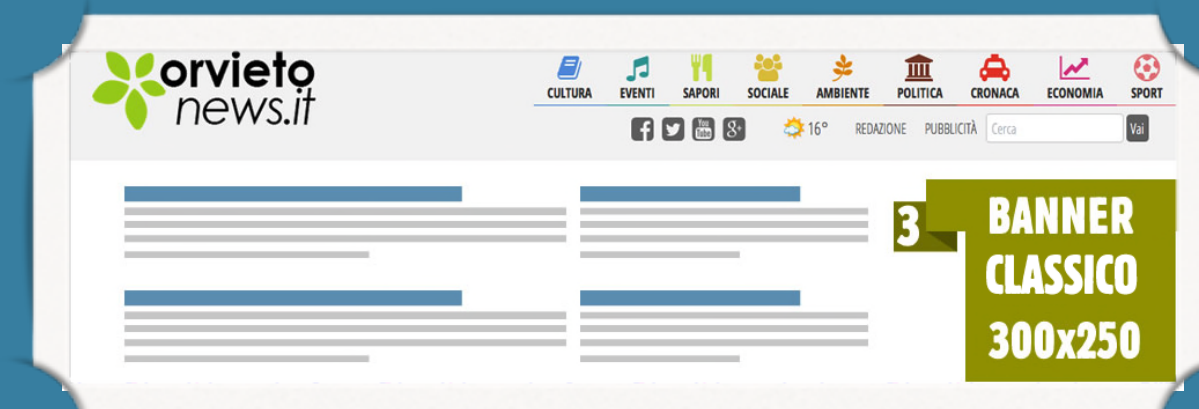 orvieto
news.it
CULTURA EVENTI SAPORI SOCIALE AMBIENTE POLITICA CRONACA ECONOMIA SPORT
f You Tube g+ 16° REDAZIONE PUBBLICITÀ Cerca Vai
3 BANNER
CLASSICO
300x250